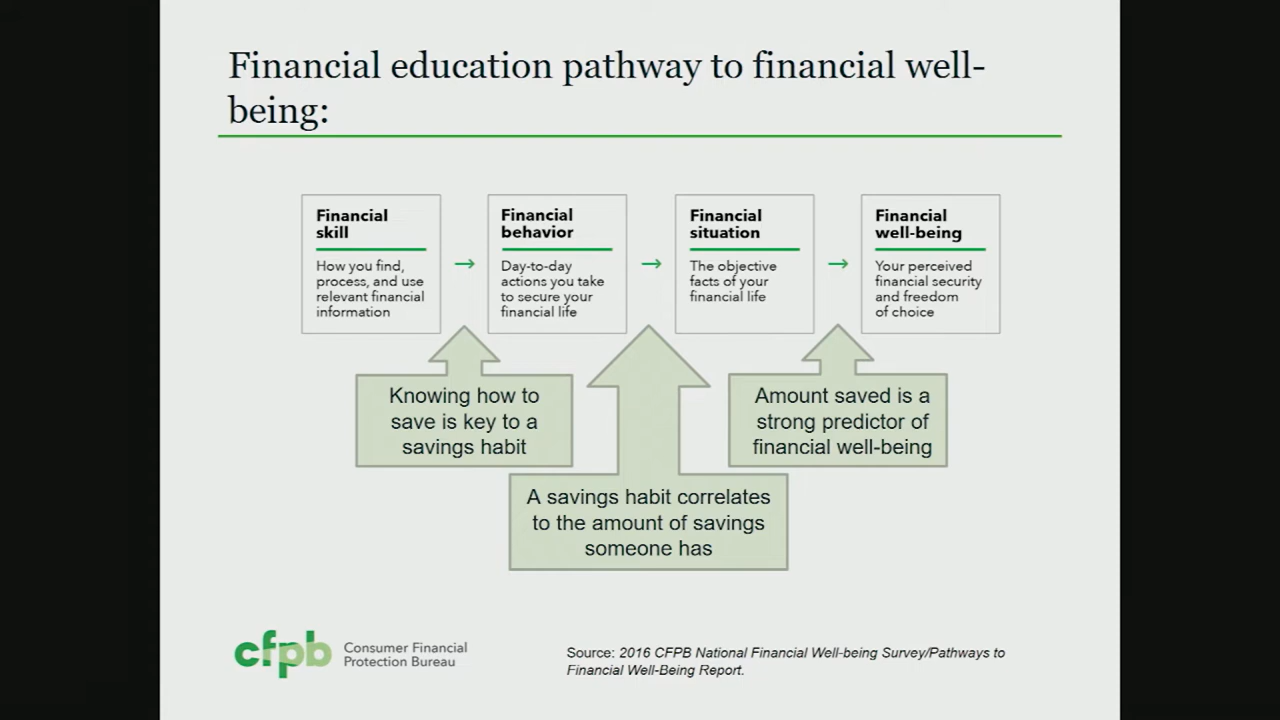 Financial education pathway to financial well-
being:
Financial
skill
How you find,
process, and use
relevant financial
information
→
Financial
behavior
Day-to-day
actions you take
to secure your
financial life
→
Financial
situation
The objective
facts of your
financial life
→
Financial
well-being
Your perceived
financial security
and freedom
of choice
Knowing how to
save is key to a
savings habit
A savings habit correlates
to the amount of savings
someone has
Amount saved is a
strong predictor of
financial well-being
cfpb
Consumer Financial
Protection Bureau
Source: 2016 CFPB National Financial Well-being Survey/Pathways to
Financial Well-Being Report.